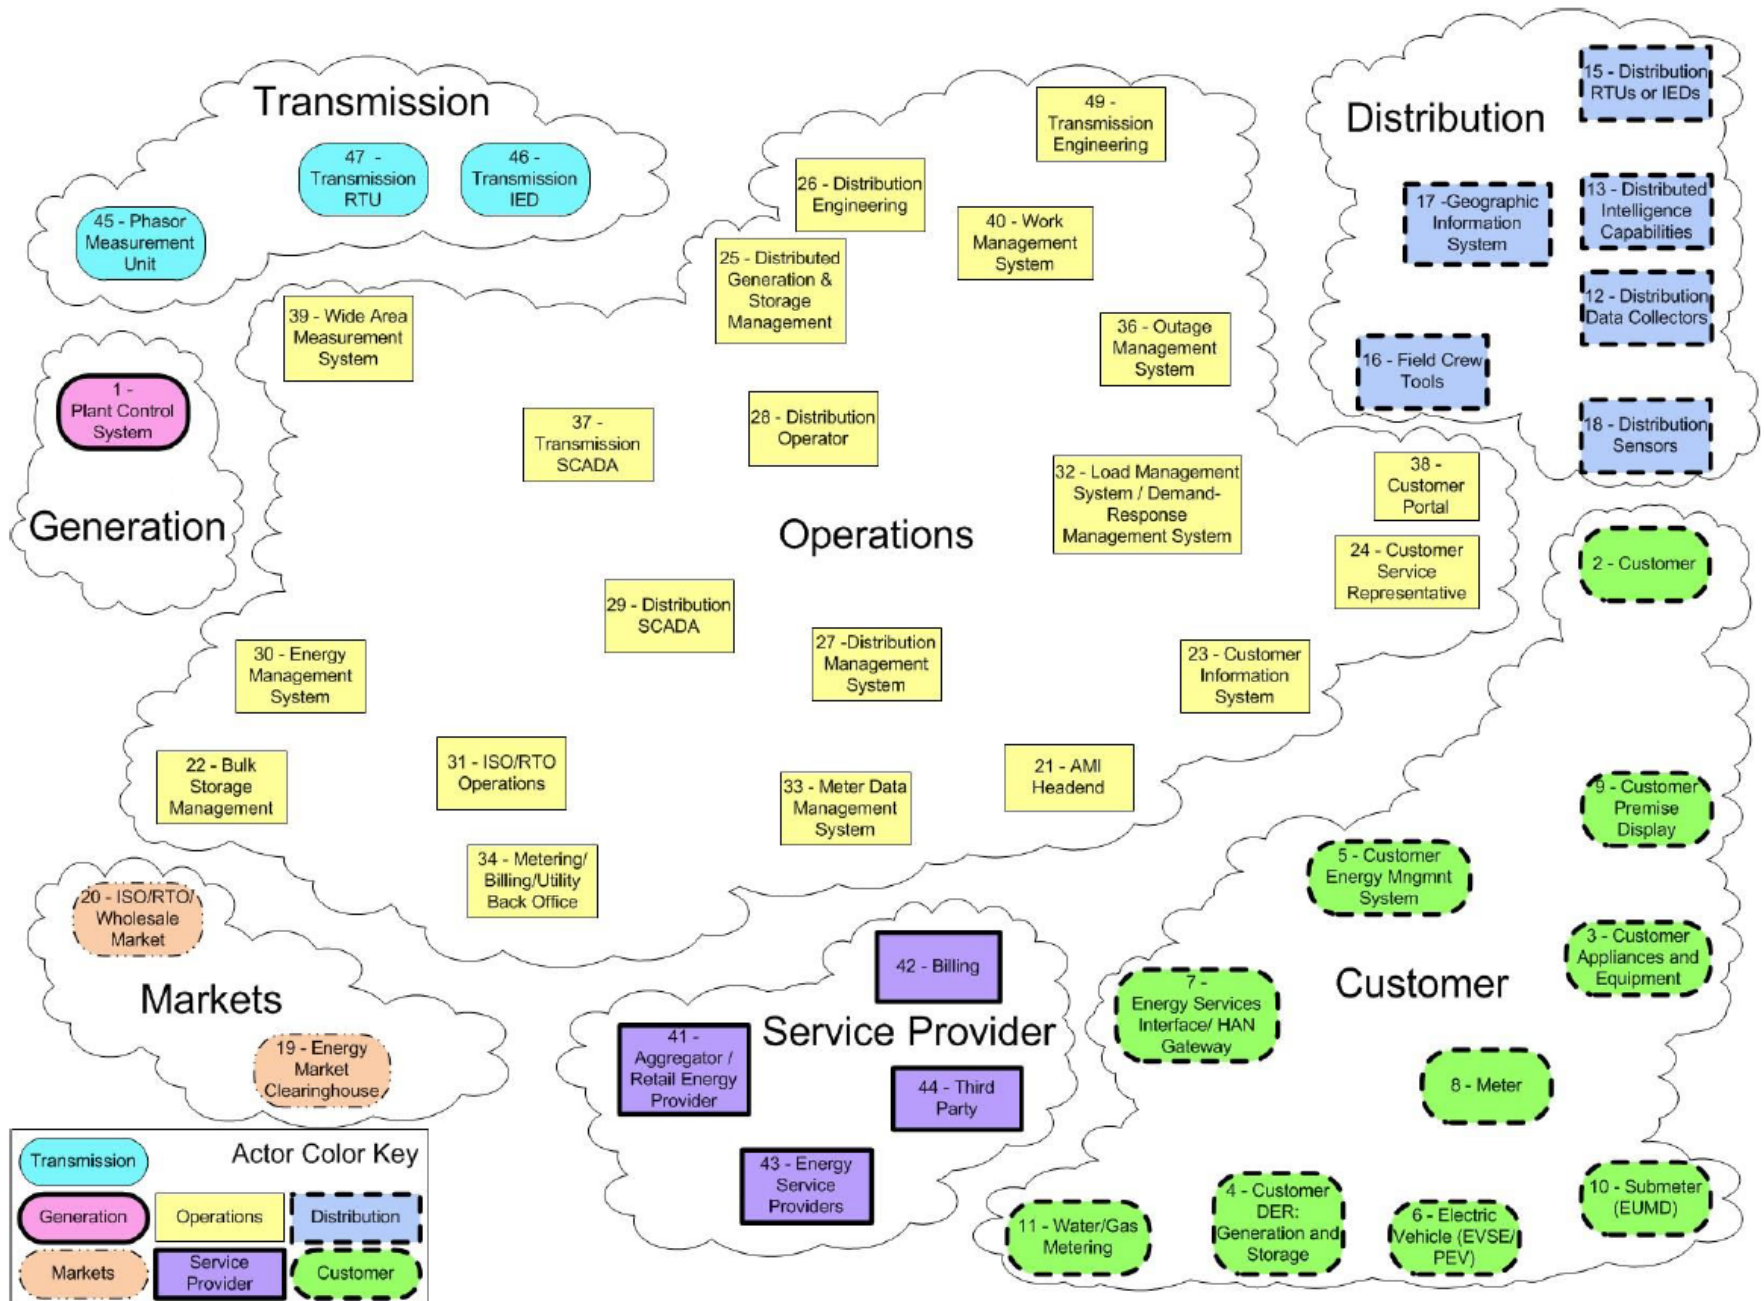 Transmission
47 -
Transmission
RTU
46 -
Transmission
IED
45 - Phasor
Measurement
Unit
1 -
Plant Control
System
Generation
49 -
Transmission
Engineering
26 - Distribution
Engineering
40 - Work
Management
System
25 - Distributed
Generation &
Storage
Management
39 - Wide Area
Measurement
System
36 - Outage
Management
System
37 -
Transmission
SCADA
28 - Distribution
Operator
32 - Load Management
System / Demand-
Response
Management System
38 -
Customer
Portal
Operations
24 - Customer
Service
Representative
29 - Distribution
SCADA
27 -Distribution
Management
System
30 - Energy
Management
System
23 - Customer
Information
System
22 - Bulk
Storage
Management
31 - ISO/RTO
Operations
33 - Meter Data
Management
System
21 - AMI
Headend
34 - Metering/
Billing/Utility
Back Office
Distribution
15 - Distribution
RTUs or IEDs
17 -Geographic
Information
System
13 - Distributed
Intelligence
Capabilities
12 - Distribution
Data Collectors
16 - Field Crew
Tools
18 - Distribution
Sensors
2 - Customer
9 - Customer
Premise
Display
5 - Customer
Energy Mngmnt
System
3 - Customer
Appliances and
Equipment
Customer
7 -
Energy Services
Interface/ HAN
Gateway
8 - Meter
10 - Submeter
(EUMD)
4 - Customer
DER:
Generation and
Storage
6 - Electric
Vehicle (EVSE/
PEV)
11 - Water/Gas
Metering
20 - ISO/RTO/
Wholesale
Market
Markets
19 - Energy
Market
Clearinghouse
42 - Billing
Service Provider
41 -
Aggregator /
Retail Energy
Provider
44 - Third
Party
43 - Energy
Service
Providers
Actor Color Key
Transmission
Generation
Operations
Distribution
Markets
Service
Provider
Customer